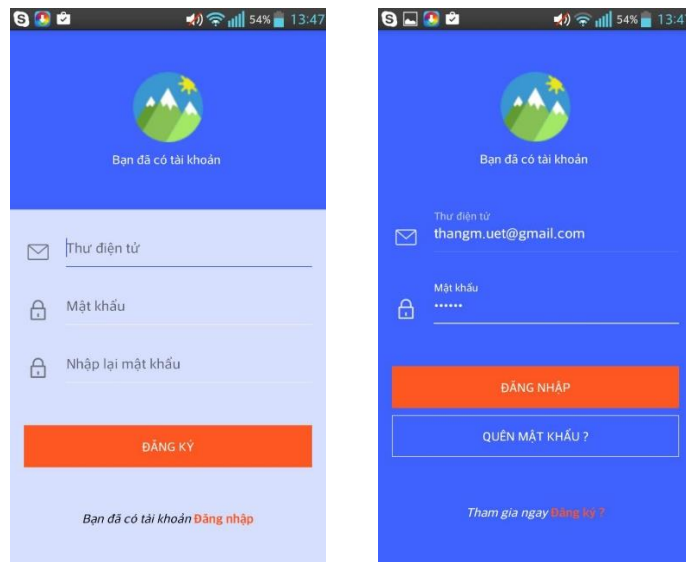 54% 13:47
Bạn đã có tài khoản
Thư điện tử
Mật khẩu
Nhập lại mật khẩu
ĐĂNG KÝ
Bạn đã có tài khoản Đăng nhập
54% 13:4
Bạn đã có tài khoản
Thư điện tử
thangm.uet@gmail.com
Mật khẩu
••••••
ĐĂNG NHẬP
QUÊN MẬT KHẨU ?
Tham gia ngay Đăng ký ?